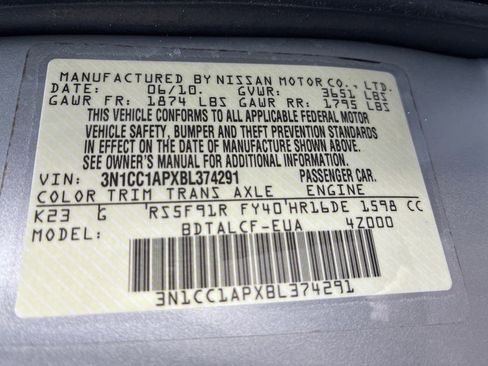 MANUFACTURED BY NISSAN MOTOR CO., LTD.
DATE: 06/10. GVWR: 3651 LBS
GAWR FR: 1874 LBS GAWR RR: 1795 LBS
THIS VEHICLE CONFORMS TO ALL APPLICABLE FEDERAL MOTOR
VEHICLE SAFETY, BUMPER AND THEFT PREVENTION STANDARDS
IN EFFECT ON THE DATE OF MANUFACTURE SHOWN ABOVE.
SEE OWNER'S MANUAL FOR ADDITIONAL INFORMATION.
VIN: 3N1CC1APXBL374291 PASSENGER CAR.
COLOR TRIM TRANS AXLE ENGINE
K23 G RS5F91R FY40 HR16DE 1598 CC
MODEL: BDTALCF-EUA 4Z000
3N1CC1APXBL374291